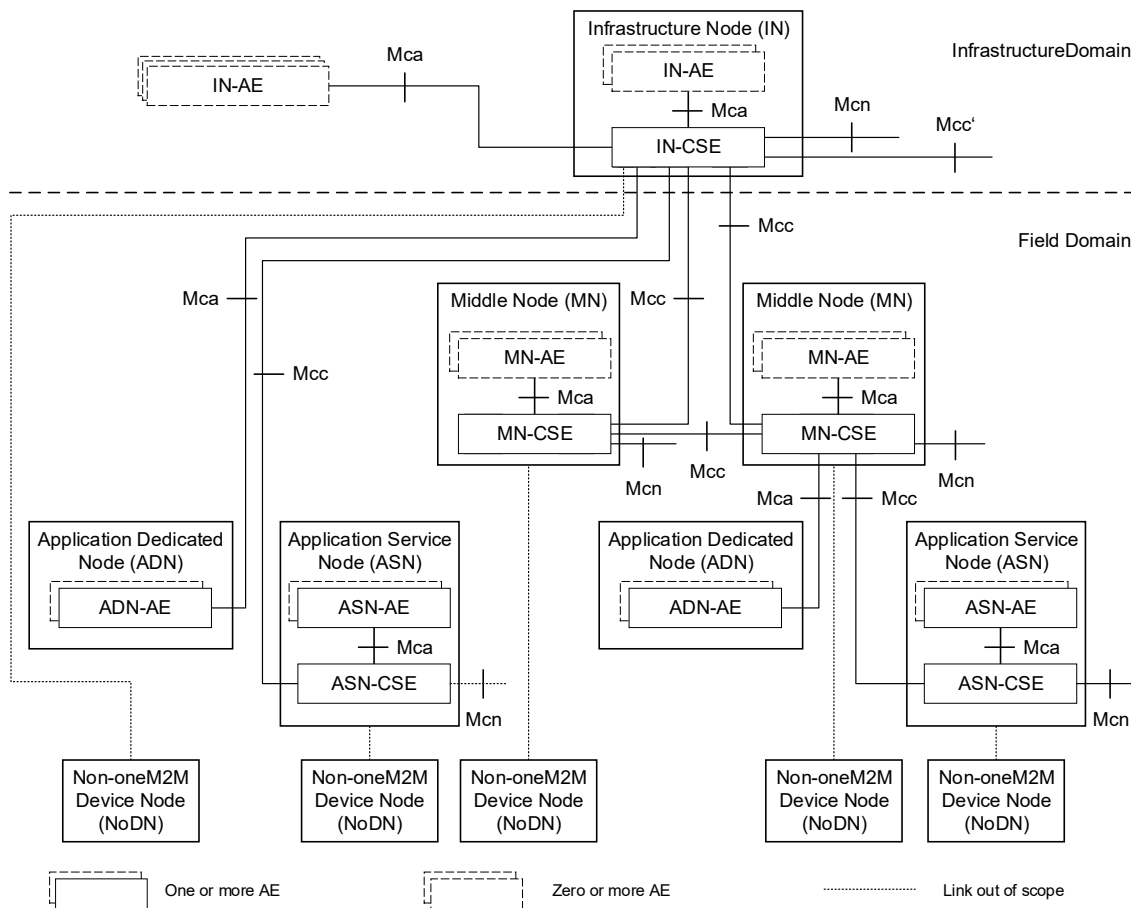 Infrastructure Node (IN)
InfrastructureDomain
Mca
IN-AE
IN-AE
Mca
Mcn
Mcc‘
IN-CSE
Mcc
Field Domain
Mca
Mcc
Middle Node (MN)
Middle Node (MN)
MN-AE
MN-AE
Mcc
Mca
Mca
MN-CSE
MN-CSE
Mcn
Mcc
Mcn
Mca
Mcc
Application Dedicated
Node (ADN)
Application Service
Node (ASN)
Application Dedicated
Node (ADN)
Application Service
Node (ASN)
ADN-AE
ASN-AE
ADN-AE
ASN-AE
Mca
Mca
ASN-CSE
ASN-CSE
Mcn
Mcn
Non-oneM2M
Device Node
(NoDN)
Non-oneM2M
Device Node
(NoDN)
Non-oneM2M
Device Node
(NoDN)
Non-oneM2M
Device Node
(NoDN)
Non-oneM2M
Device Node
(NoDN)
One or more AE
Zero or more AE
Link out of scope